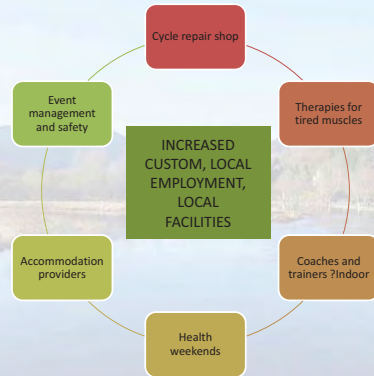 Cycle repair shop
Therapies for
tired muscles
Coaches and
trainers ?Indoor
Health
weekends
Accommodation
providers
Event
management
and safety
INCREASED
CUSTOM, LOCAL
EMPLOYMENT,
LOCAL
FACILITIES